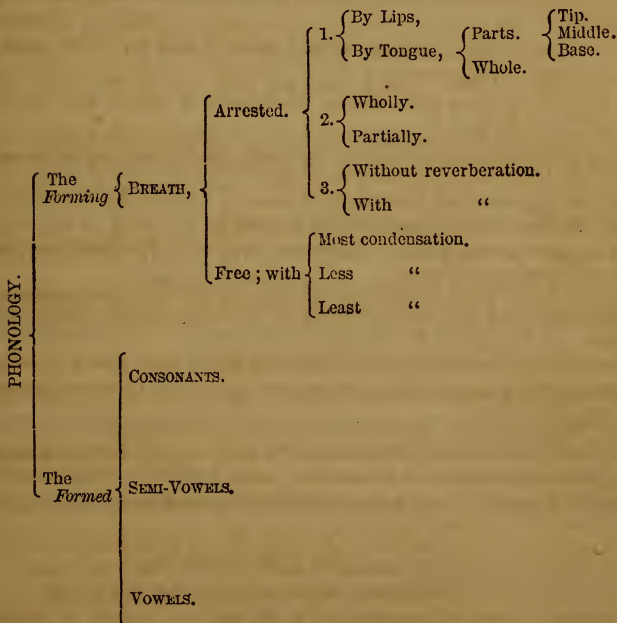 PHONOLOGY.
The
Forming
BREATH,
Arrested.
1.
By Lips,
By Tongue,
Parts.
Tip.
Middle.
Base.
Whole.
2.
Wholly.
Partially.
3.
Without reverberation.
With “
Free ; with
Most condensation.
Less “
Least “
The
Formed
CONSONANTS.
SEMI-VOWELS.
VOWELS.